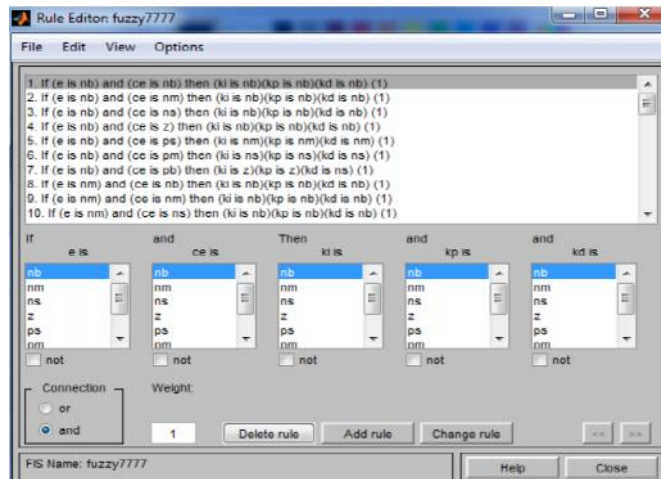 Rule Editor: fuzzy7777
File Edit View Options
1. If (e is nb) and (ce is nb) then (ki is nb)(kp is nb)(kd is nb) (1)
2. If (e is nb) and (ce is nm) then (ki is nb)(kp is nb)(kd is nb) (1)
3. If (e is nb) and (ce is ns) then (ki is nb)(kp is nb)(kd is nb) (1)
4. If (e is nb) and (ce is z) then (ki is nb)(kp is nb)(kd is nb) (1)
5. If (e is nb) and (ce is ps) then (ki is nm)(kp is nm)(kd is nm) (1)
6. If (e is nb) and (ce is pm) then (ki is ns)(kp is ns)(kd is ns) (1)
7. If (e is nb) and (ce is pb) then (ki is z)(kp is z)(kd is ns) (1)
8. If (e is nm) and (ce is nb) then (ki is nb)(kp is nb)(kd is nb) (1)
9. If (e is nm) and (ce is nm) then (ki is nb)(kp is nb)(kd is nb) (1)
10. If (e is nm) and (ce is ns) then (ki is nb)(kp is nb)(kd is nb) (1)
If and Then and and
e is ce is ki is kp is kd is
nb nb nb nb nb
nm nm nm nm nm
ns ns ns ns ns
z z z z z
ps ps ps ps ps
pm pm pm pm pm
not not not not not
Connection Weight:
or
and 1 Delete rule Add rule Change rule << >>
FIS Name: fuzzy7777 Help Close